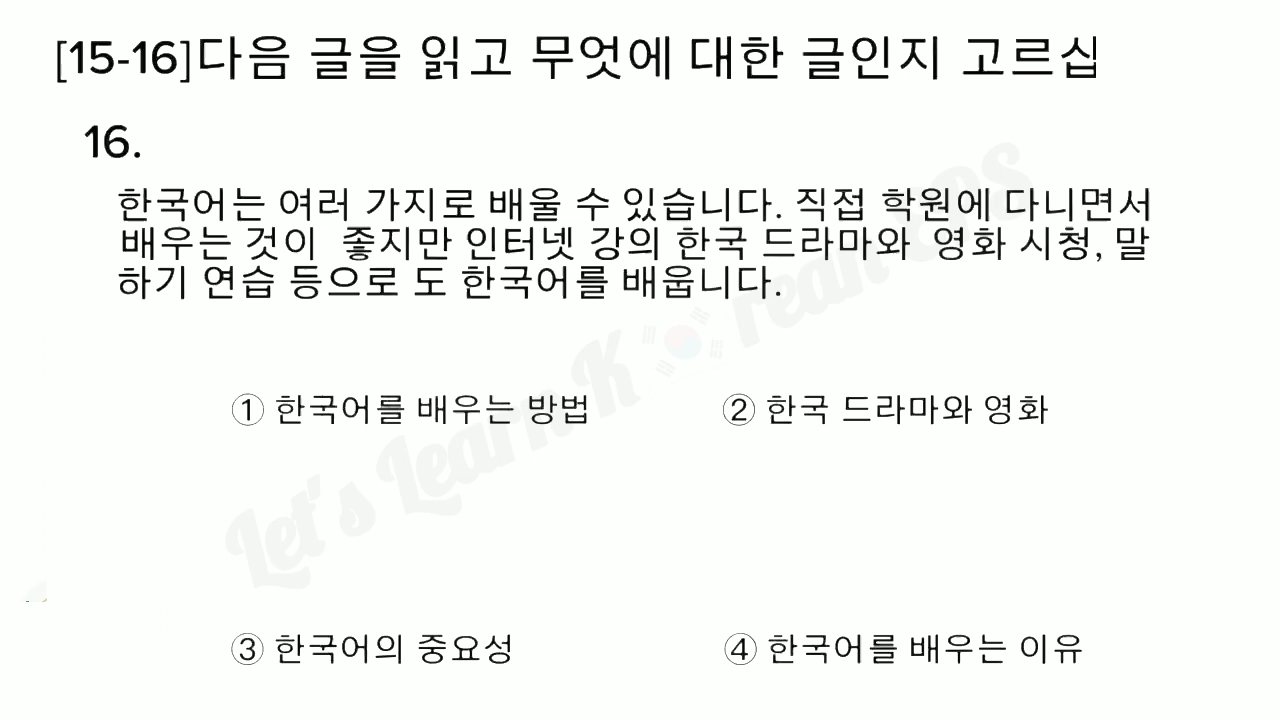 [15-16]다음 글을 읽고 무엇에 대한 글인지 고르십
16.
한국어는 여러 가지로 배울 수 있습니다. 직접 학원에 다니면서
배우는 것이 좋지만 인터넷 강의 한국 드라마와 영화 시청, 말
하기 연습 등으로 도 한국어를 배웁니다.
① 한국어를 배우는 방법 ② 한국 드라마와 영화
③ 한국어의 중요성 ④ 한국어를 배우는 이유
Let's Learn Korean EPS